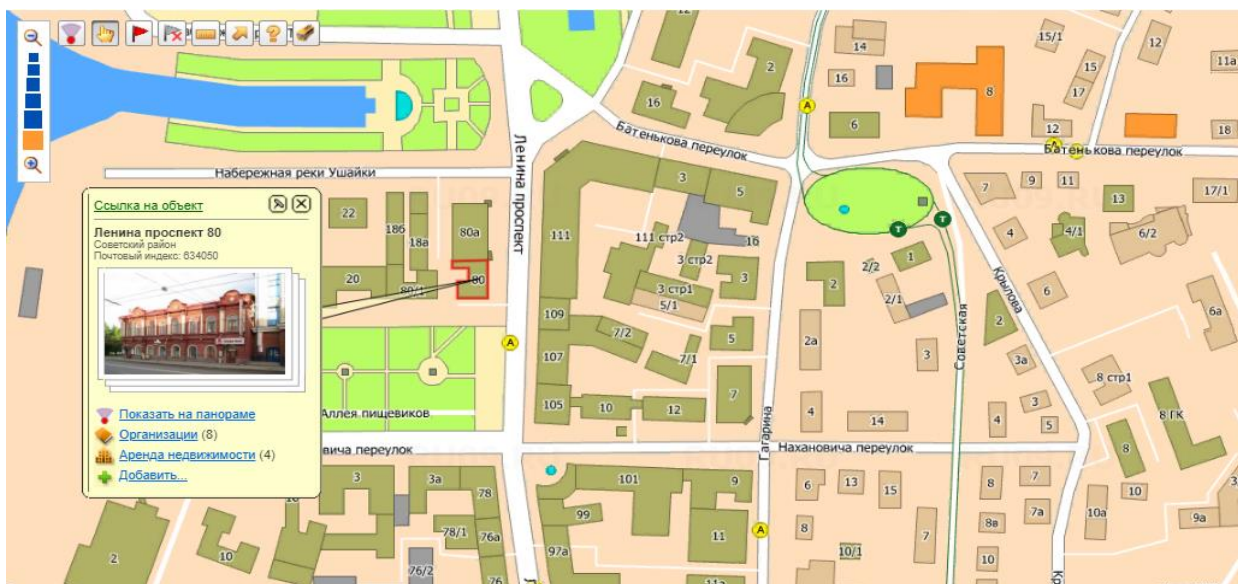 Набережная реки Ушайки
Ленина проспект
Батенькова переулок
Батенькова переулок
Ссылка на объект
Ленина проспект 80
Советский район
Почтовый индекс: 634050
Показать на панораме
Организации (8)
Аренда недвижимости (4)
Добавить...
Аллея пищевиков
вича переулок
Нахановича переулок
Гагарина
Советская
Крылова
12
2
16
14
16
6
8
15/1
12
15
17
11а
12
18
22
18б
18а
80а
20
80/1
80
111
3
5
111 стр2
3 стр2
1б
3 стр1
5/1
3
109
7/2
107
7/1
5
7
105
10
12
2
2/2
1
2/1
2а
3
2
4
14
7
9
11
13
17/1
4
4/1
6/2
6
6а
3а
8 стр1
3
4
5
8 ГК
8
10
3
3а
78
78/1
76а
76/2
76
2
10
101
9
99
97а
11
11а
6
13
15
8
10/1
7
8
7
8в
7а
10
10а
9а
А
А
А
А
Т
Т